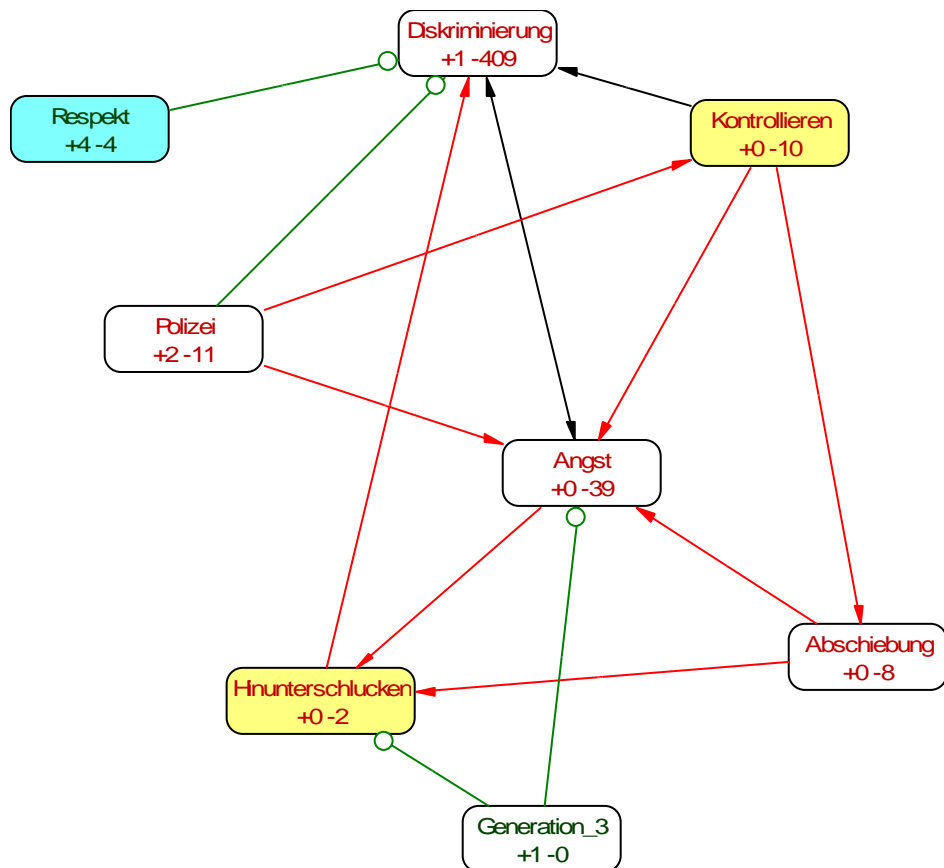 Diskriminierung
+1 -409
Respekt
+4 -4
Kontrollieren
+0 -10
Polizei
+2 -11
Angst
+0 -39
Abschiebung
+0 -8
Hinunterschlucken
+0 -2
Generation_3
+1 -0